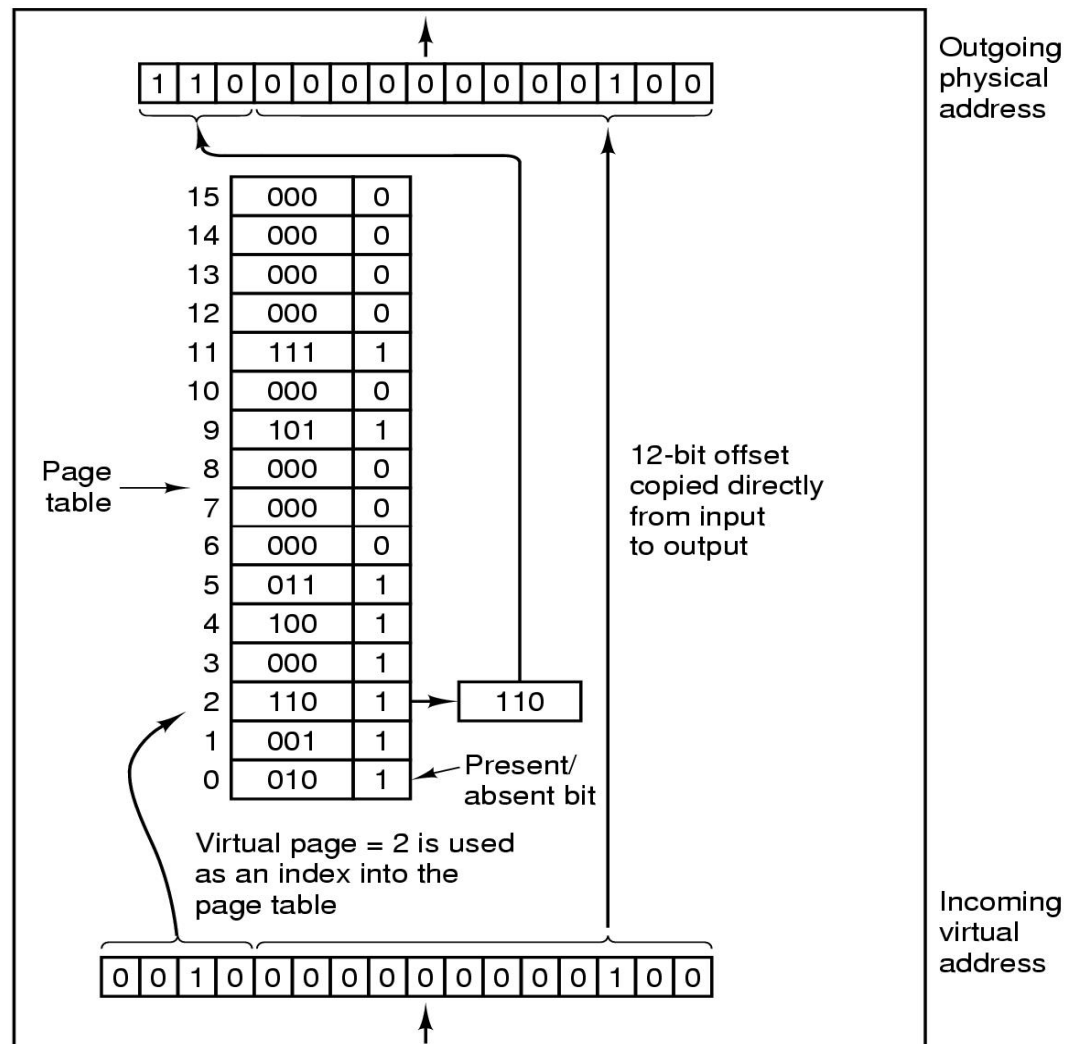 Outgoing
physical
address
1 1 0 0 0 0 0 0 0 0 0 0 1 0 0
15 000 0
14 000 0
13 000 0
12 000 0
11 111 1
10 000 0
9 101 1
8 000 0
7 000 0
6 000 0
5 011 1
4 100 1
3 000 1
2 110 1
1 001 1
0 010 1
Page
table
110
12-bit offset
copied directly
from input
to output
Present/
absent bit
Virtual page = 2 is used
as an index into the
page table
Incoming
virtual
address
0 0 1 0 0 0 0 0 0 0 0 0 0 1 0 0